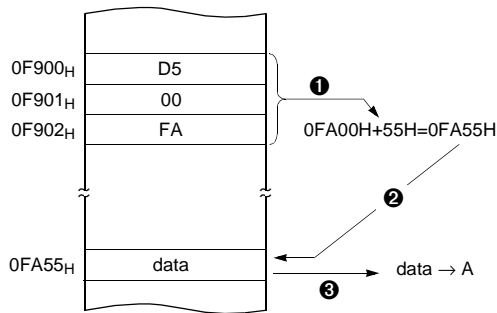 0F900H D5
0F901H 00
0F902H FA
❶
0FA00H+55H=0FA55H
❷
0FA55H data
❸
data → A